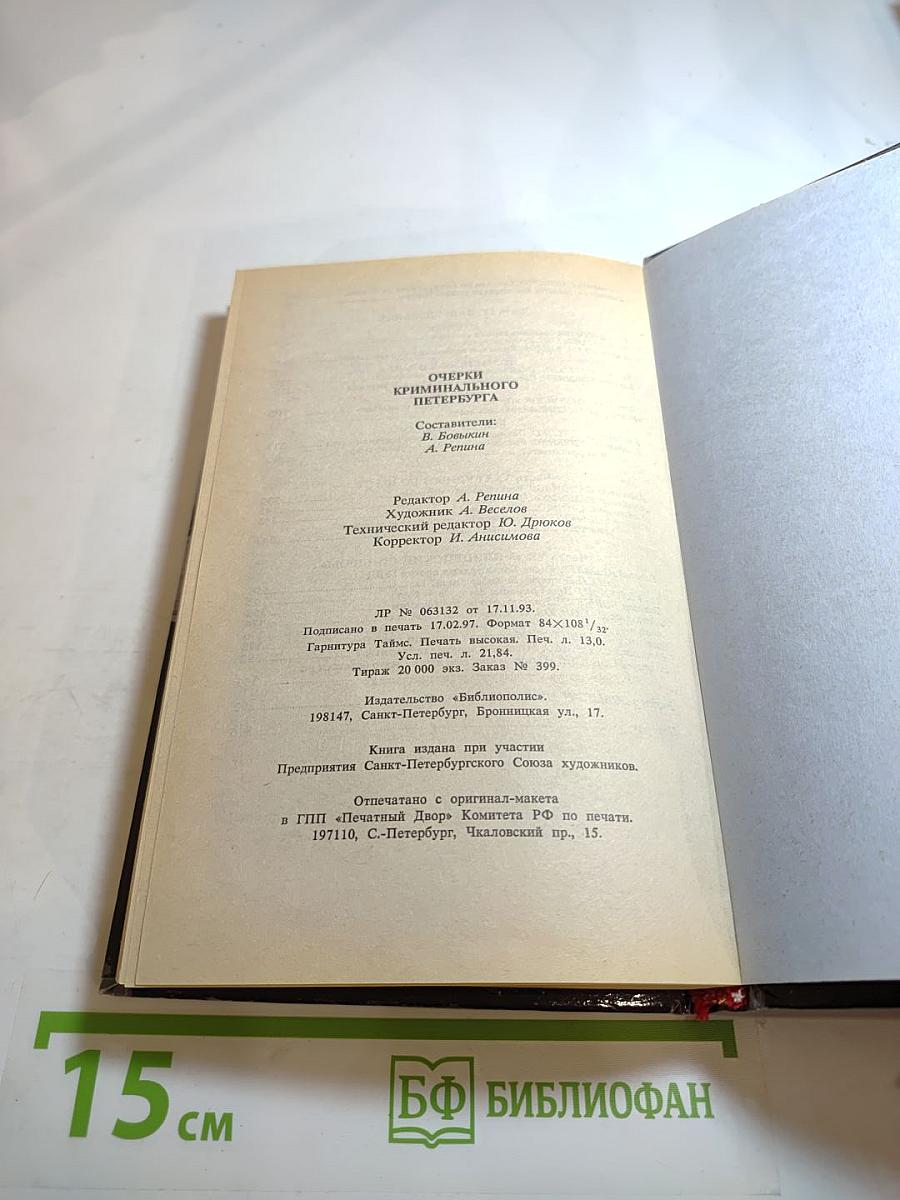 ОЧЕРКИ
КРИМИНАЛЬНОГО
ПЕТЕРБУРГА
Составители:
В. Бовыкин
А. Репина
Редактор А. Репина
Художник А. Веселов
Технический редактор Ю. Дрюков
Корректор И. Анисимова
ЛР № 063132 от 17.11.93.
Подписано в печать 17.02.97. Формат 84×108¹/₃₂.
Гарнитура Таймс. Печать высокая. Печ. л. 13,0.
Усл. печ. л. 21,84.
Тираж 20 000 экз. Заказ № 399.
Издательство «Библиополис».
198147, Санкт-Петербург, Бронницкая ул., 17.
Книга издана при участии
Предприятия Санкт-Петербургского Союза художников.
Отпечатано с оригинал-макета
в ГПП «Печатный Двор» Комитета РФ по печати.
197110, С.-Петербург, Чкаловский пр., 15.
15 см
БФ БИБЛИОФАН